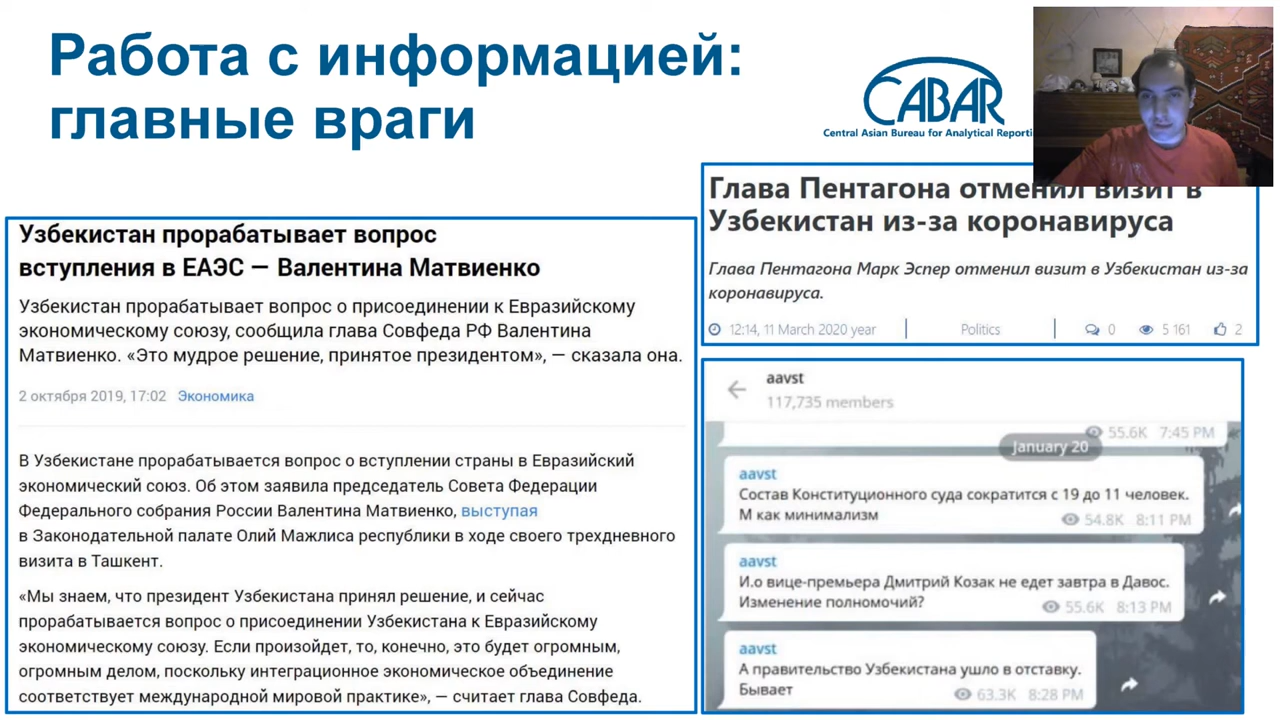 Работа с информацией:
главные враги
CABAR
Central Asian Bureau for Analytical Reporting
Узбекистан прорабатывает вопрос
вступления в ЕАЭС — Валентина Матвиенко
Узбекистан прорабатывает вопрос о присоединении к Евразийскому
экономическому союзу, сообщила глава Совфеда РФ Валентина
Матвиенко. «Это мудрое решение, принятое президентом», — сказала она.
2 октября 2019, 17:02 Экономика
В Узбекистане прорабатывается вопрос о вступлении страны в Евразийский
экономический союз. Об этом заявила председатель Совета Федерации
Федерального собрания России Валентина Матвиенко, выступая
в Законодательной палате Олий Мажлиса республики в ходе своего трехдневного
визита в Ташкент.
«Мы знаем, что президент Узбекистана принял решение, и сейчас
прорабатывается вопрос о присоединении Узбекистана к Евразийскому
экономическому союзу. Если произойдет, то, конечно, это будет огромным,
огромным делом, поскольку интеграционное экономическое объединение
соответствует международной мировой практике», — считает глава Совфеда.
Глава Пентагона отменил визит в
Узбекистан из-за коронавируса
Глава Пентагона Марк Эспер отменил визит в Узбекистан из-за
коронавируса.
12:14, 11 March 2020 year Politics 0 5 161 2
aavst
117,735 members
55.6K 7:45 PM
January 20
aavst
Состав Конституционного суда сократится с 19 до 11 человек.
М как минимализм
54.8K 8:11 PM
aavst
И.о вице-премьера Дмитрий Козак не едет завтра в Давос.
Изменение полномочий?
55.6K 8:13 PM
aavst
А правительство Узбекистана ушло в отставку.
Бывает
63.3K 8:28 PM